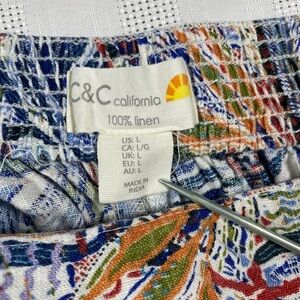 C&C california
100% linen
US: L
CA: L/G
UK: L
EU: L
AU: L
MADE IN
INDIA